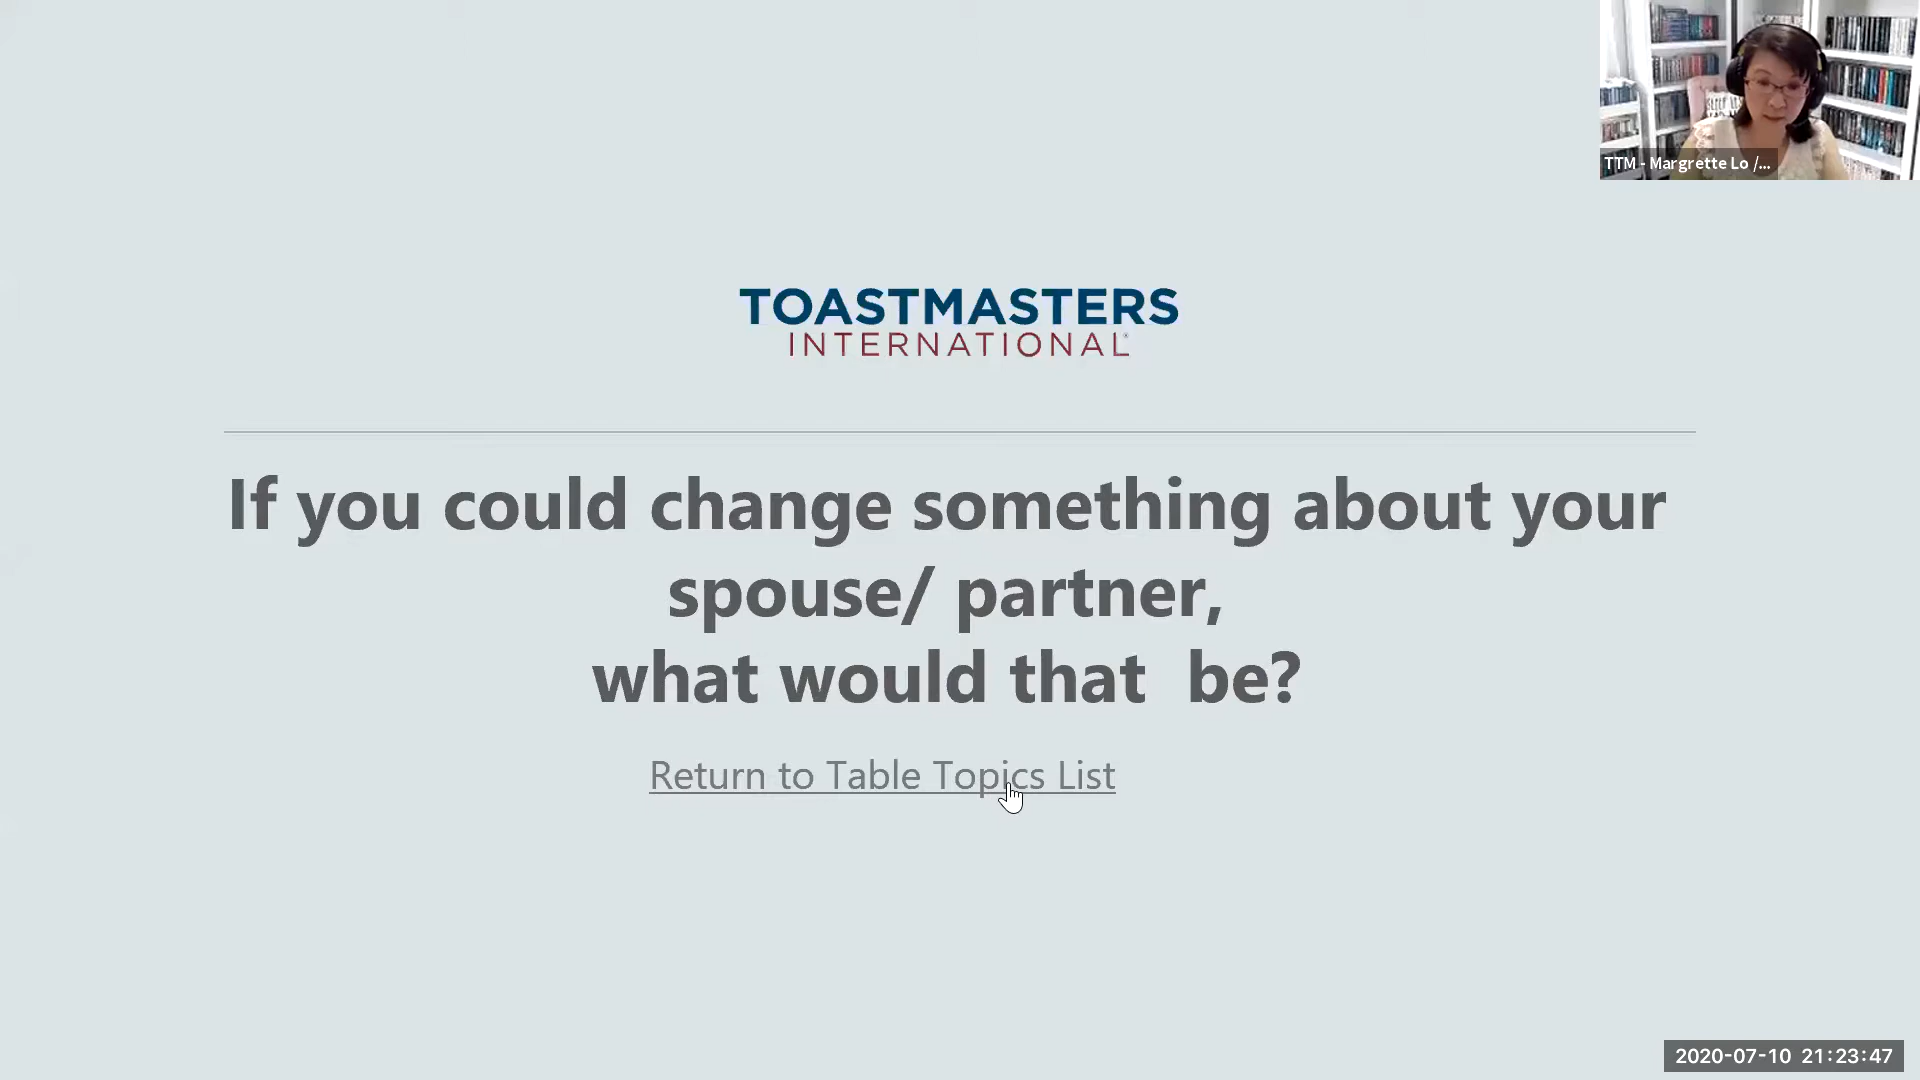 TTM - Margrette Lo /...
TOASTMASTERS
INTERNATIONAL
If you could change something about your
spouse/ partner,
what would that  be?
Return to Table Topics List
2020-07-10 21:23:47